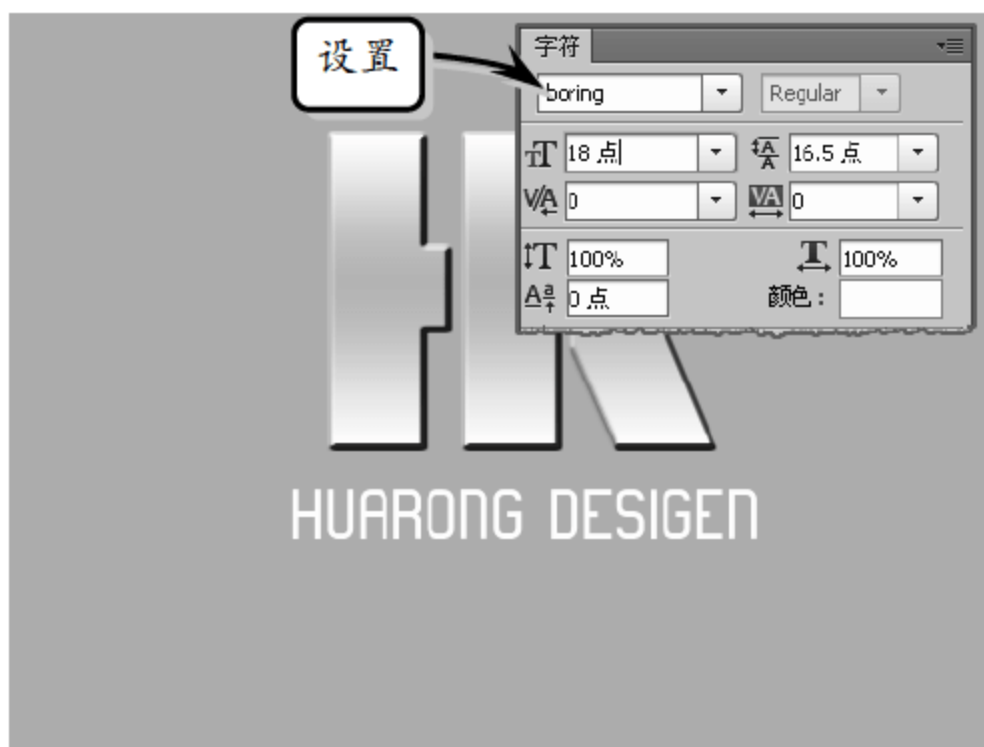 设置
字符
boring Regular
18 点 16.5 点
0 0
100% 100%
0 点 颜色：
HR
HUARONG DESIGEN